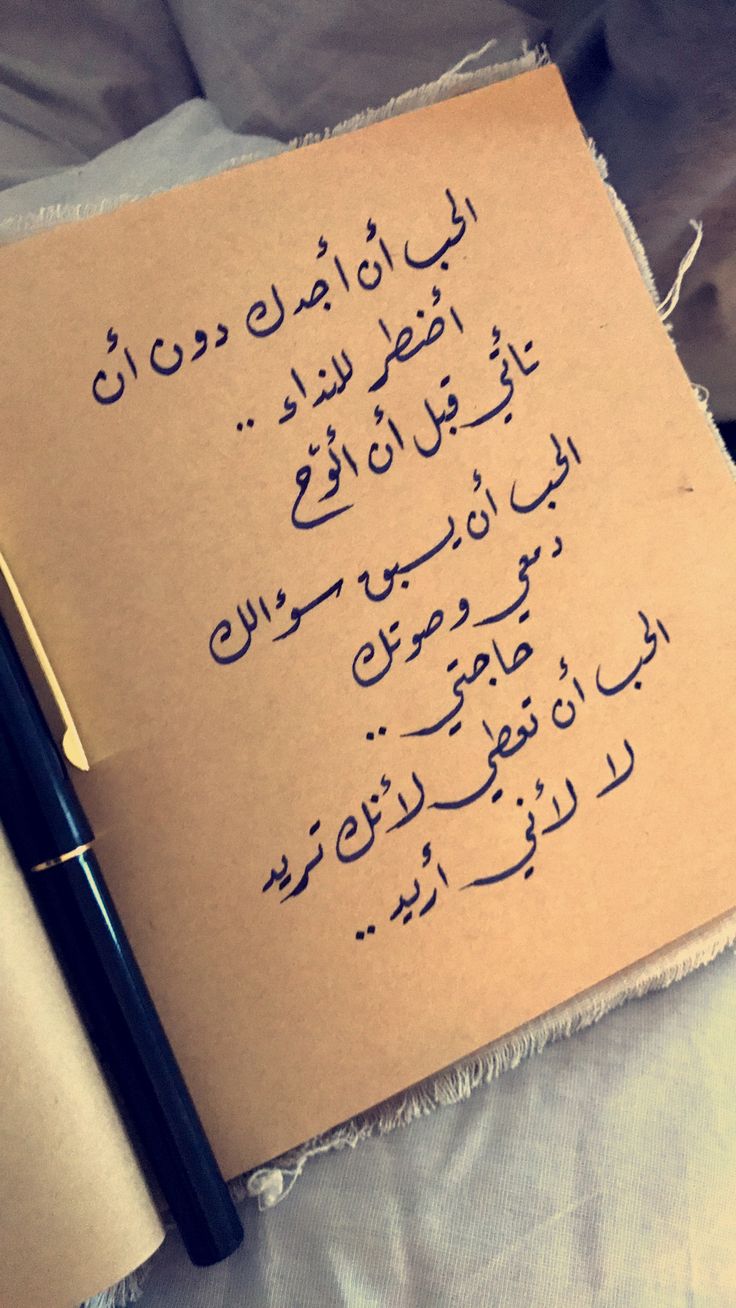 الحب أن أجدك دون أن
أضطر للنداء ..
تأتي قبل أن ألوّح
الحب أن يسبق سؤالك
دمعي وصوتك
حاجتي ..
الحب أن تعطي لأنك تريد
لا لأني أريد ..